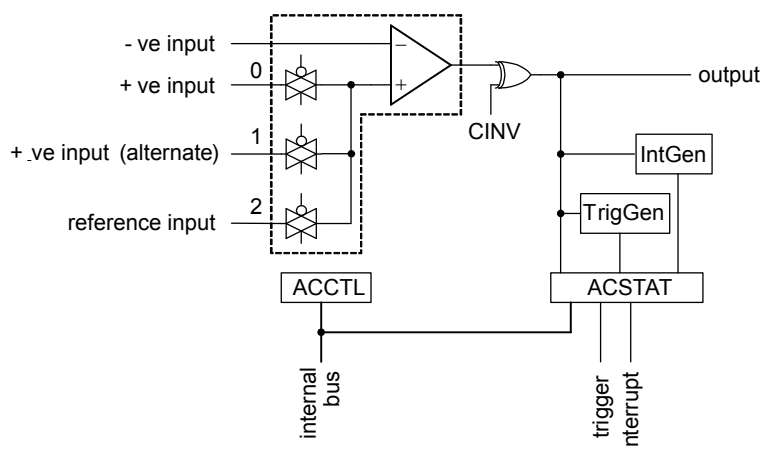 - ve input
0
+ ve input
output
CINV
1
+ ve input (alternate)
IntGen
2
TrigGen
reference input
ACCTL
ACSTAT
internal
bus
trigger
nterrupt